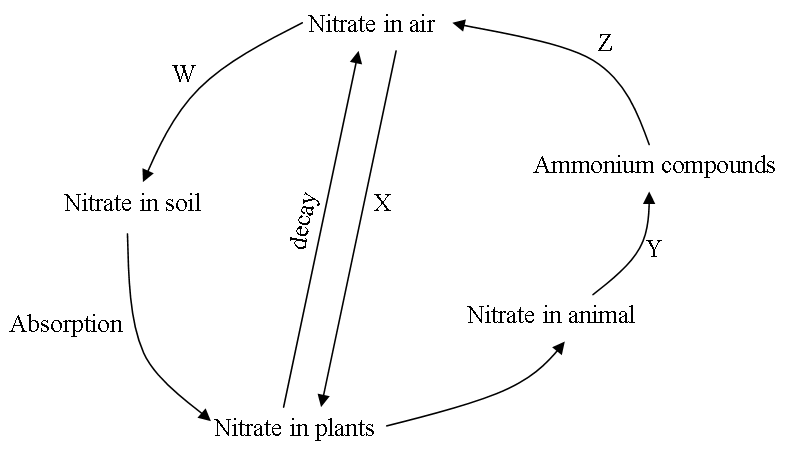 Nitrate in air
Z
W
Ammonium compounds
Nitrate in soil
decay
X
Y
Nitrate in animal
Absorption
Nitrate in plants